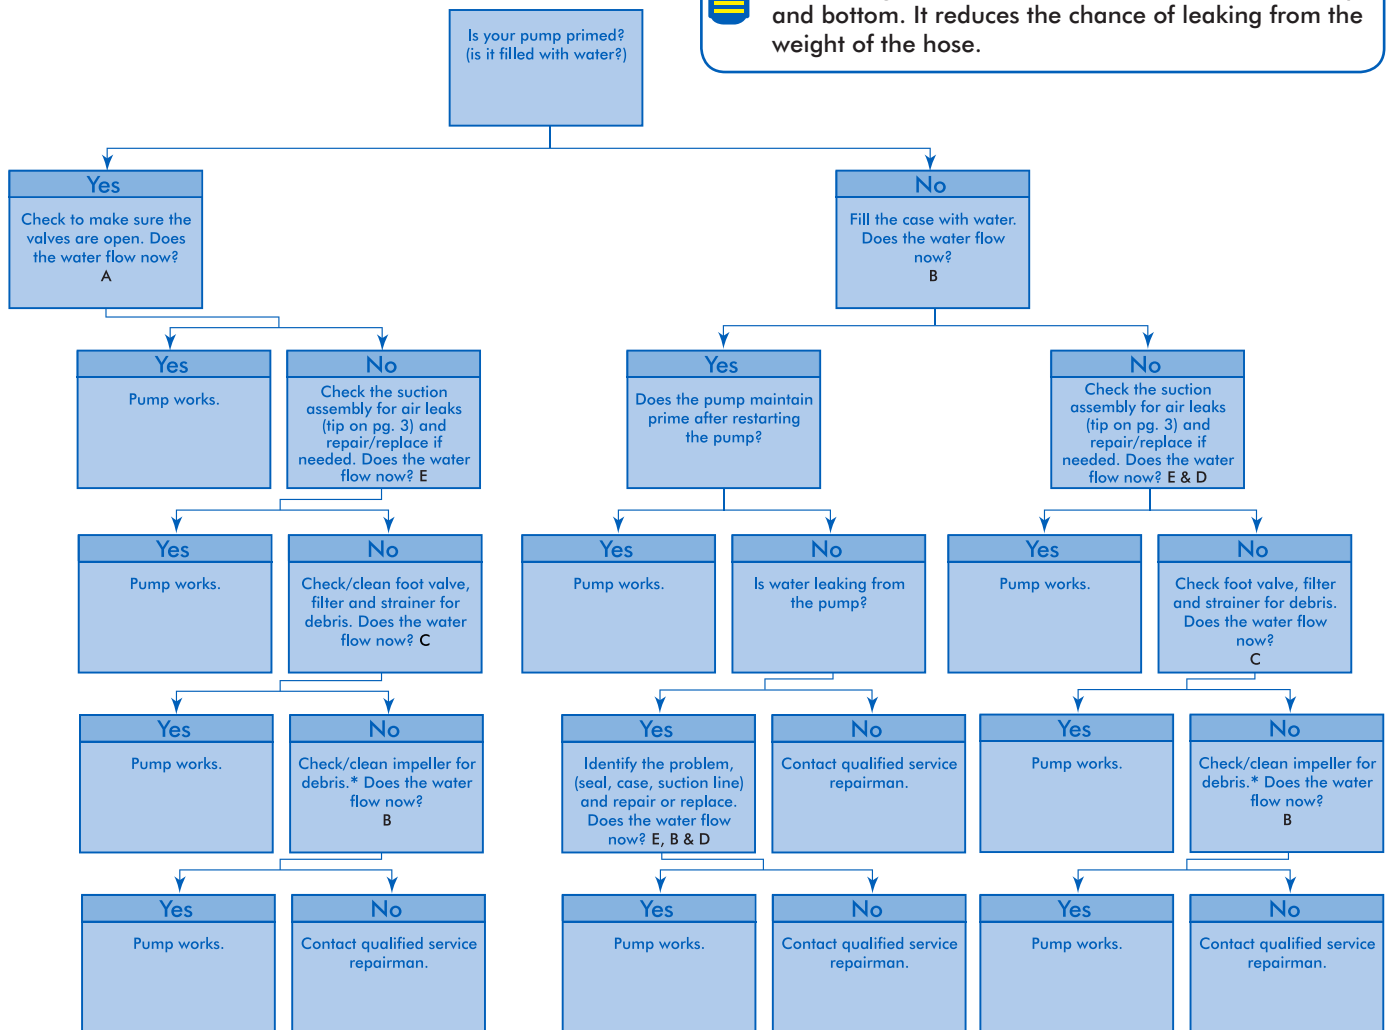 and bottom. It reduces the chance of leaking from the
weight of the hose.
Is your pump primed?
(is it filled with water?)
Yes
Check to make sure the
valves are open. Does
the water flow now?
A
No
Fill the case with water.
Does the water flow
now?
B
Yes
Pump works.
No
Check the suction
assembly for air leaks
(tip on pg. 3) and
repair/replace if
needed. Does the water
flow now? E
Yes
Does the pump maintain
prime after restarting
the pump?
No
Check the suction
assembly for air leaks
(tip on pg. 3) and
repair/replace if
needed. Does the water
flow now? E & D
Yes
Pump works.
No
Check/clean foot valve,
filter and strainer for
debris. Does the water
flow now? C
Yes
Pump works.
No
Is water leaking from
the pump?
Yes
Pump works.
No
Check foot valve, filter
and strainer for debris.
Does the water flow
now?
C
Yes
Pump works.
No
Check/clean impeller for
debris.* Does the water
flow now?
B
Yes
Identify the problem,
(seal, case, suction line)
and repair or replace.
Does the water flow
now? E, B & D
No
Contact qualified service
repairman.
Yes
Pump works.
No
Check/clean impeller for
debris.* Does the water
flow now?
B
Yes
Pump works.
No
Contact qualified service
repairman.
Yes
Pump works.
No
Contact qualified service
repairman.
Yes
Pump works.
No
Contact qualified service
repairman.